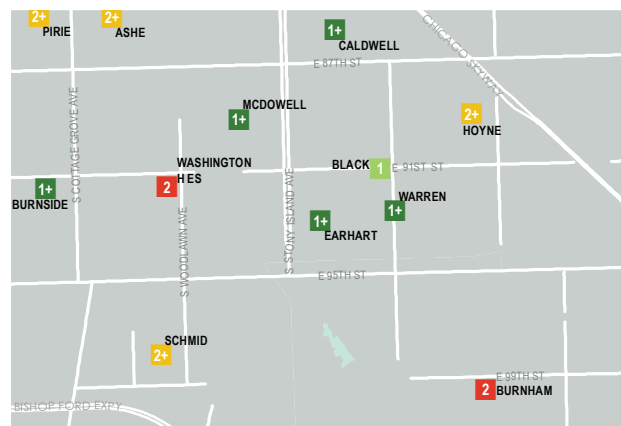 2+
PIRIE
2+
ASHE
1+
CALDWELL
CHICAGO SKYWAY
E 87TH ST
S COTTAGE GROVE AVE
MCDOWELL
1+
2+
HOYNE
WASHINGTON
H ES
2
BLACK
1
E 91ST ST
1+
BURNSIDE
WARREN
1+
1+
EARHART
S STONY ISLAND AVE
S WOODLAWN AVE
E 95TH ST
SCHMID
2+
E 99TH ST
2
BURNHAM
BISHOP FORD EXPY